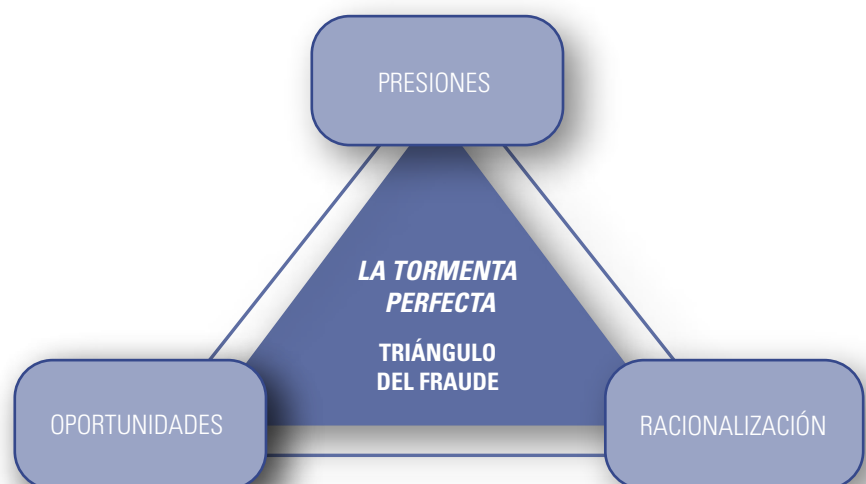 PRESIONES
LA TORMENTA
PERFECTA
TRIÁNGULO
DEL FRAUDE
OPORTUNIDADES
RACIONALIZACIÓN